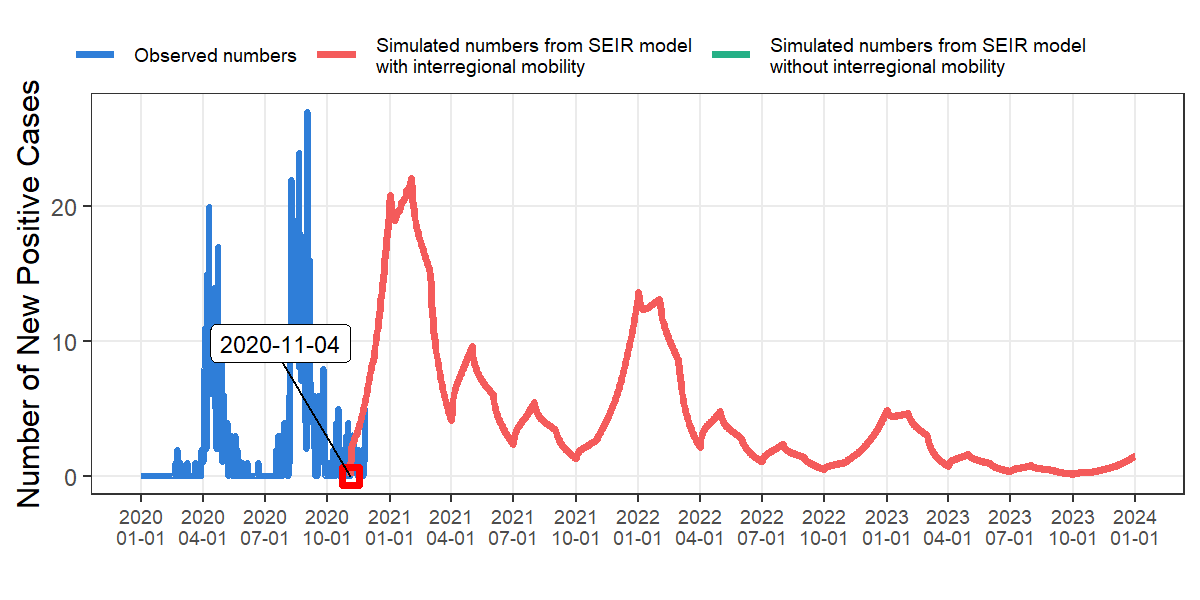 Observed numbers
Simulated numbers from SEIR model
with interregional mobility
Simulated numbers from SEIR model
without interregional mobility
Number of New Positive Cases
20
10
0
2020-11-04
2020 2020 2020 2020 2021 2021 2021 2021 2022 2022 2022 2022 2023 2023 2023 2023 2024
01-01 04-01 07-01 10-01 01-01 04-01 07-01 10-01 01-01 04-01 07-01 10-01 01-01 04-01 07-01 10-01 01-01